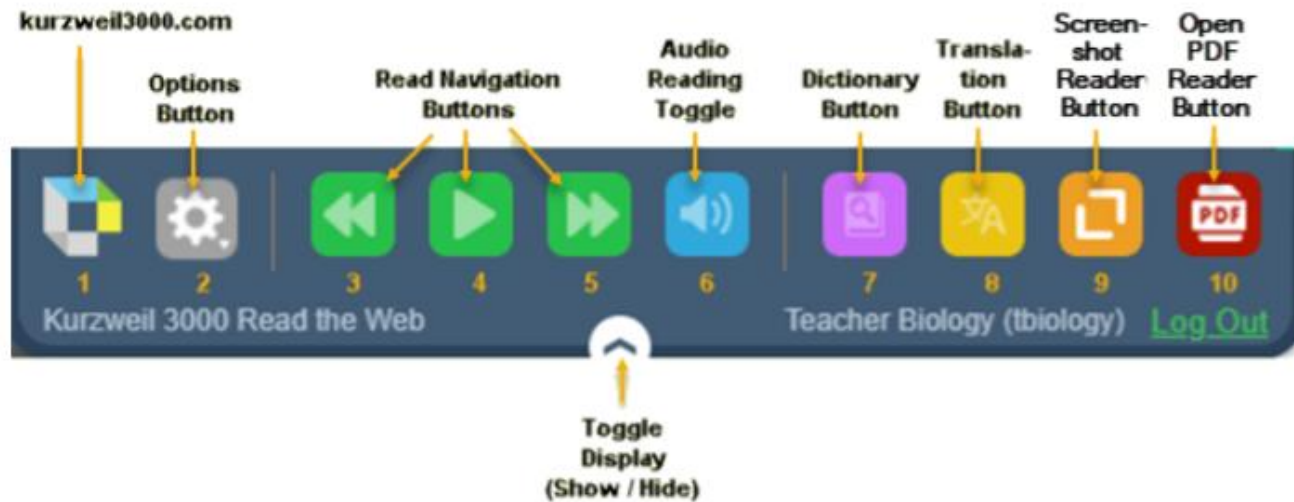 kurzweil3000.com
Options
Button
Read Navigation
Buttons
Audio
Reading
Toggle
Dictionary
Button
Transla-
tion
Button
Screen-
shot
Reader
Button
Open
PDF
Reader
Button
PDF
1 2 3 4 5 6 7 8 9 10
Kurzweil 3000 Read the Web
Teacher Biology (tbiology) Log Out
Toggle
Display
(Show / Hide)